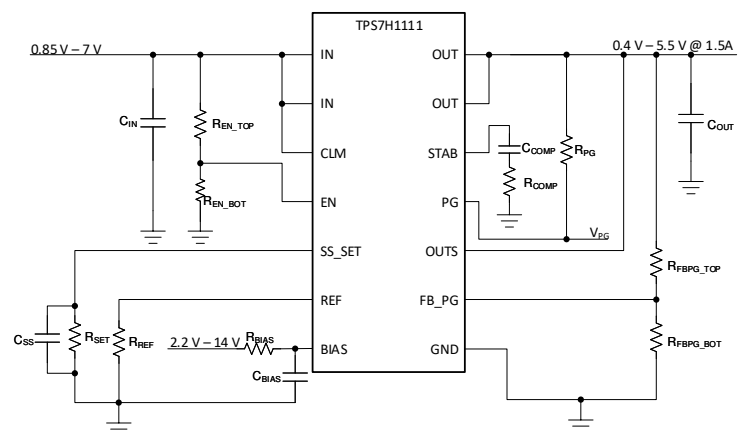 TPS7H1111
0.85 V – 7 V
0.4 V – 5.5 V @ 1.5A
IN
OUT
IN
OUT
CIN
REN_TOP
CLM
STAB
CCOMP
RPG
COUT
RCOMP
REN_BOT
EN
PG
VPG
SS_SET
OUTS
RFBPG_TOP
REF
FB_PG
CSS
RSET
RREF
2.2 V – 14 V
RBIAS
BIAS
GND
RFBPG_BOT
CBIAS